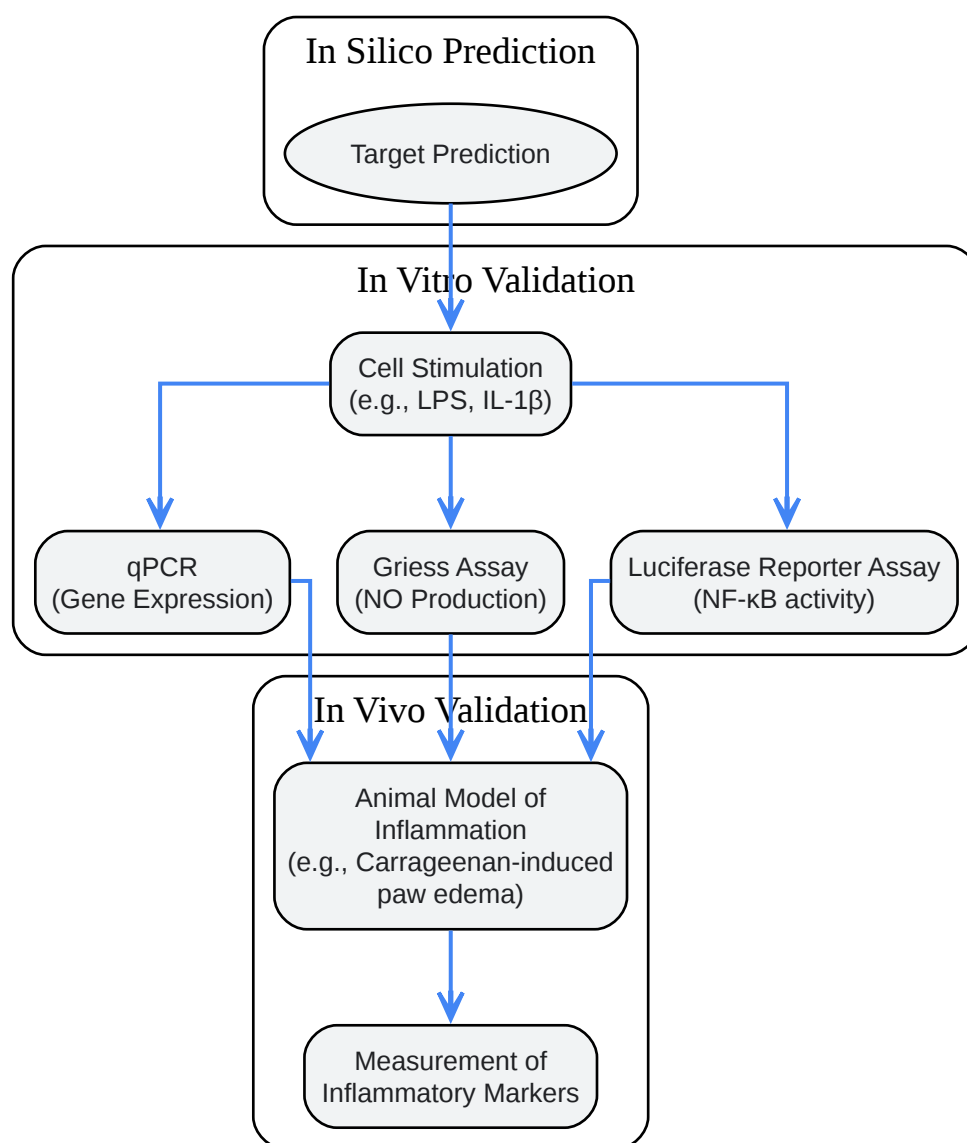 In Silico Prediction
Target Prediction
In Vitro Validation
Cell Stimulation
(e.g., LPS, IL-1β)
qPCR
(Gene Expression)
Griess Assay
(NO Production)
Luciferase Reporter Assay
(NF-κB activity)
In Vivo Validation
Animal Model of
Inflammation
(e.g., Carrageenan-induced
paw edema)
Measurement of
Inflammatory Markers